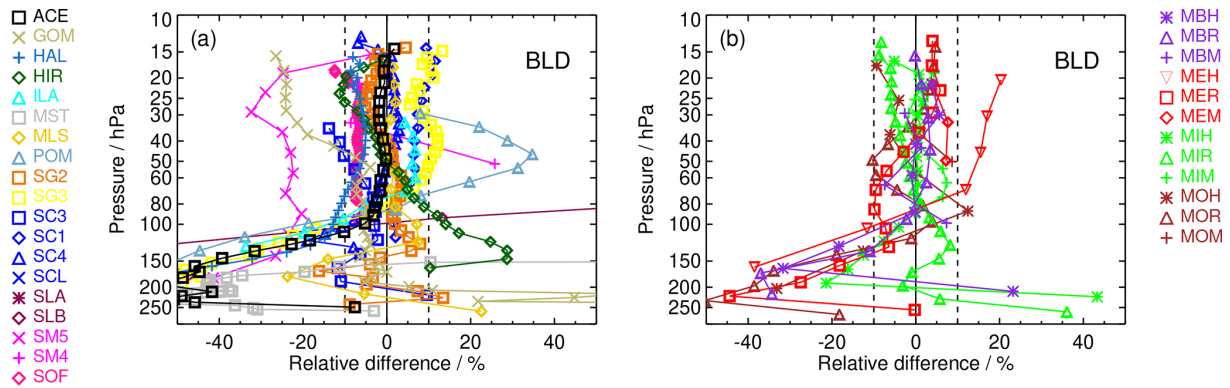 ACE
GOM
HAL
HIR
ILA
MST
MLS
POM
SG2
SG3
SC3
SC1
SC4
SCL
SLA
SLB
SM5
SM4
SOF
(a)
BLD
Pressure / hPa
10
15
20
25
30
40
50
60
80
100
150
200
250
-40
-20
0
20
40
Relative difference / %
(b)
BLD
Pressure / hPa
10
15
20
25
30
40
50
60
80
100
150
200
250
-40
-20
0
20
40
Relative difference / %
MBH
MBR
MBM
MEH
MER
MEM
MIH
MIR
MIM
MOH
MOR
MOM